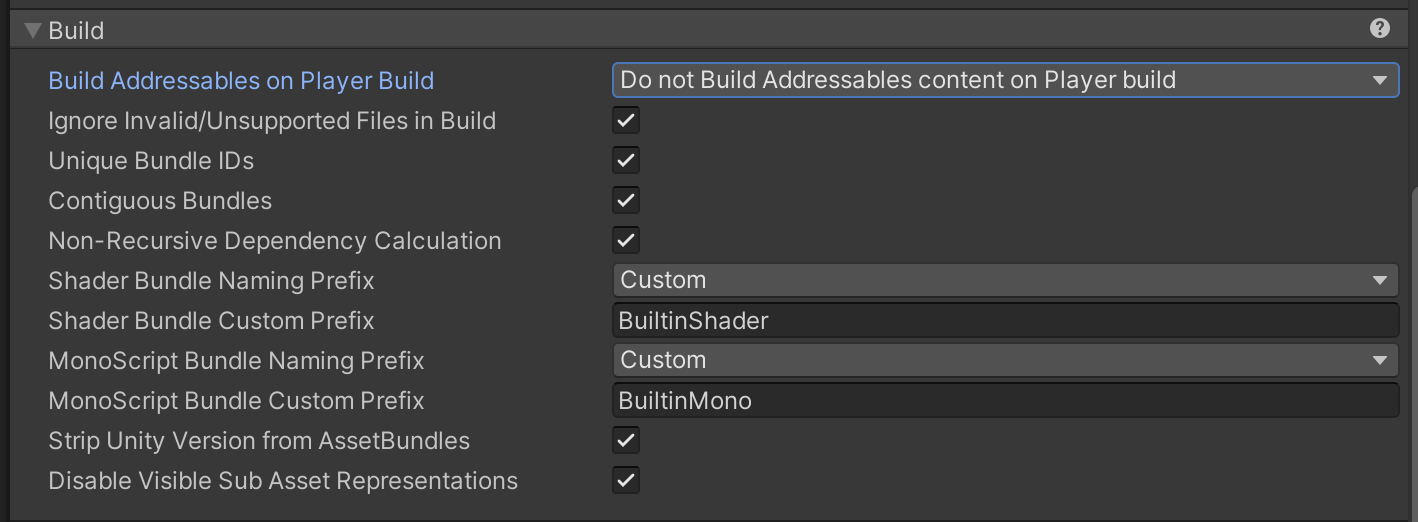 Build
Build Addressables on Player Build Do not Build Addressables content on Player build
Ignore Invalid/Unsupported Files in Build
Unique Bundle IDs
Contiguous Bundles
Non-Recursive Dependency Calculation
Shader Bundle Naming Prefix Custom
Shader Bundle Custom Prefix BuiltinShader
MonoScript Bundle Naming Prefix Custom
MonoScript Bundle Custom Prefix BuiltinMono
Strip Unity Version from AssetBundles
Disable Visible Sub Asset Representations